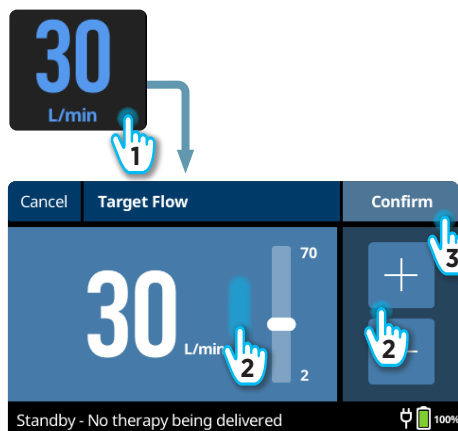 30
L/min
1
Cancel
Target Flow
Confirm
3
70
30
L/min
2
2
2
Standby - No therapy being delivered
100%